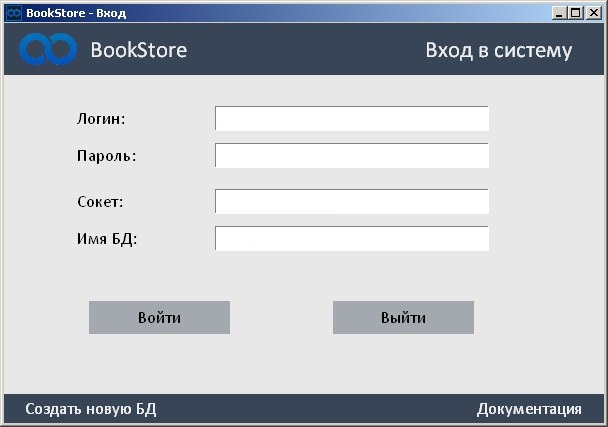 BookStore - Вход
BookStore
Вход в систему
Логин:
Пароль:
Сокет:
Имя БД:
Войти
Выйти
Создать новую БД
Документация